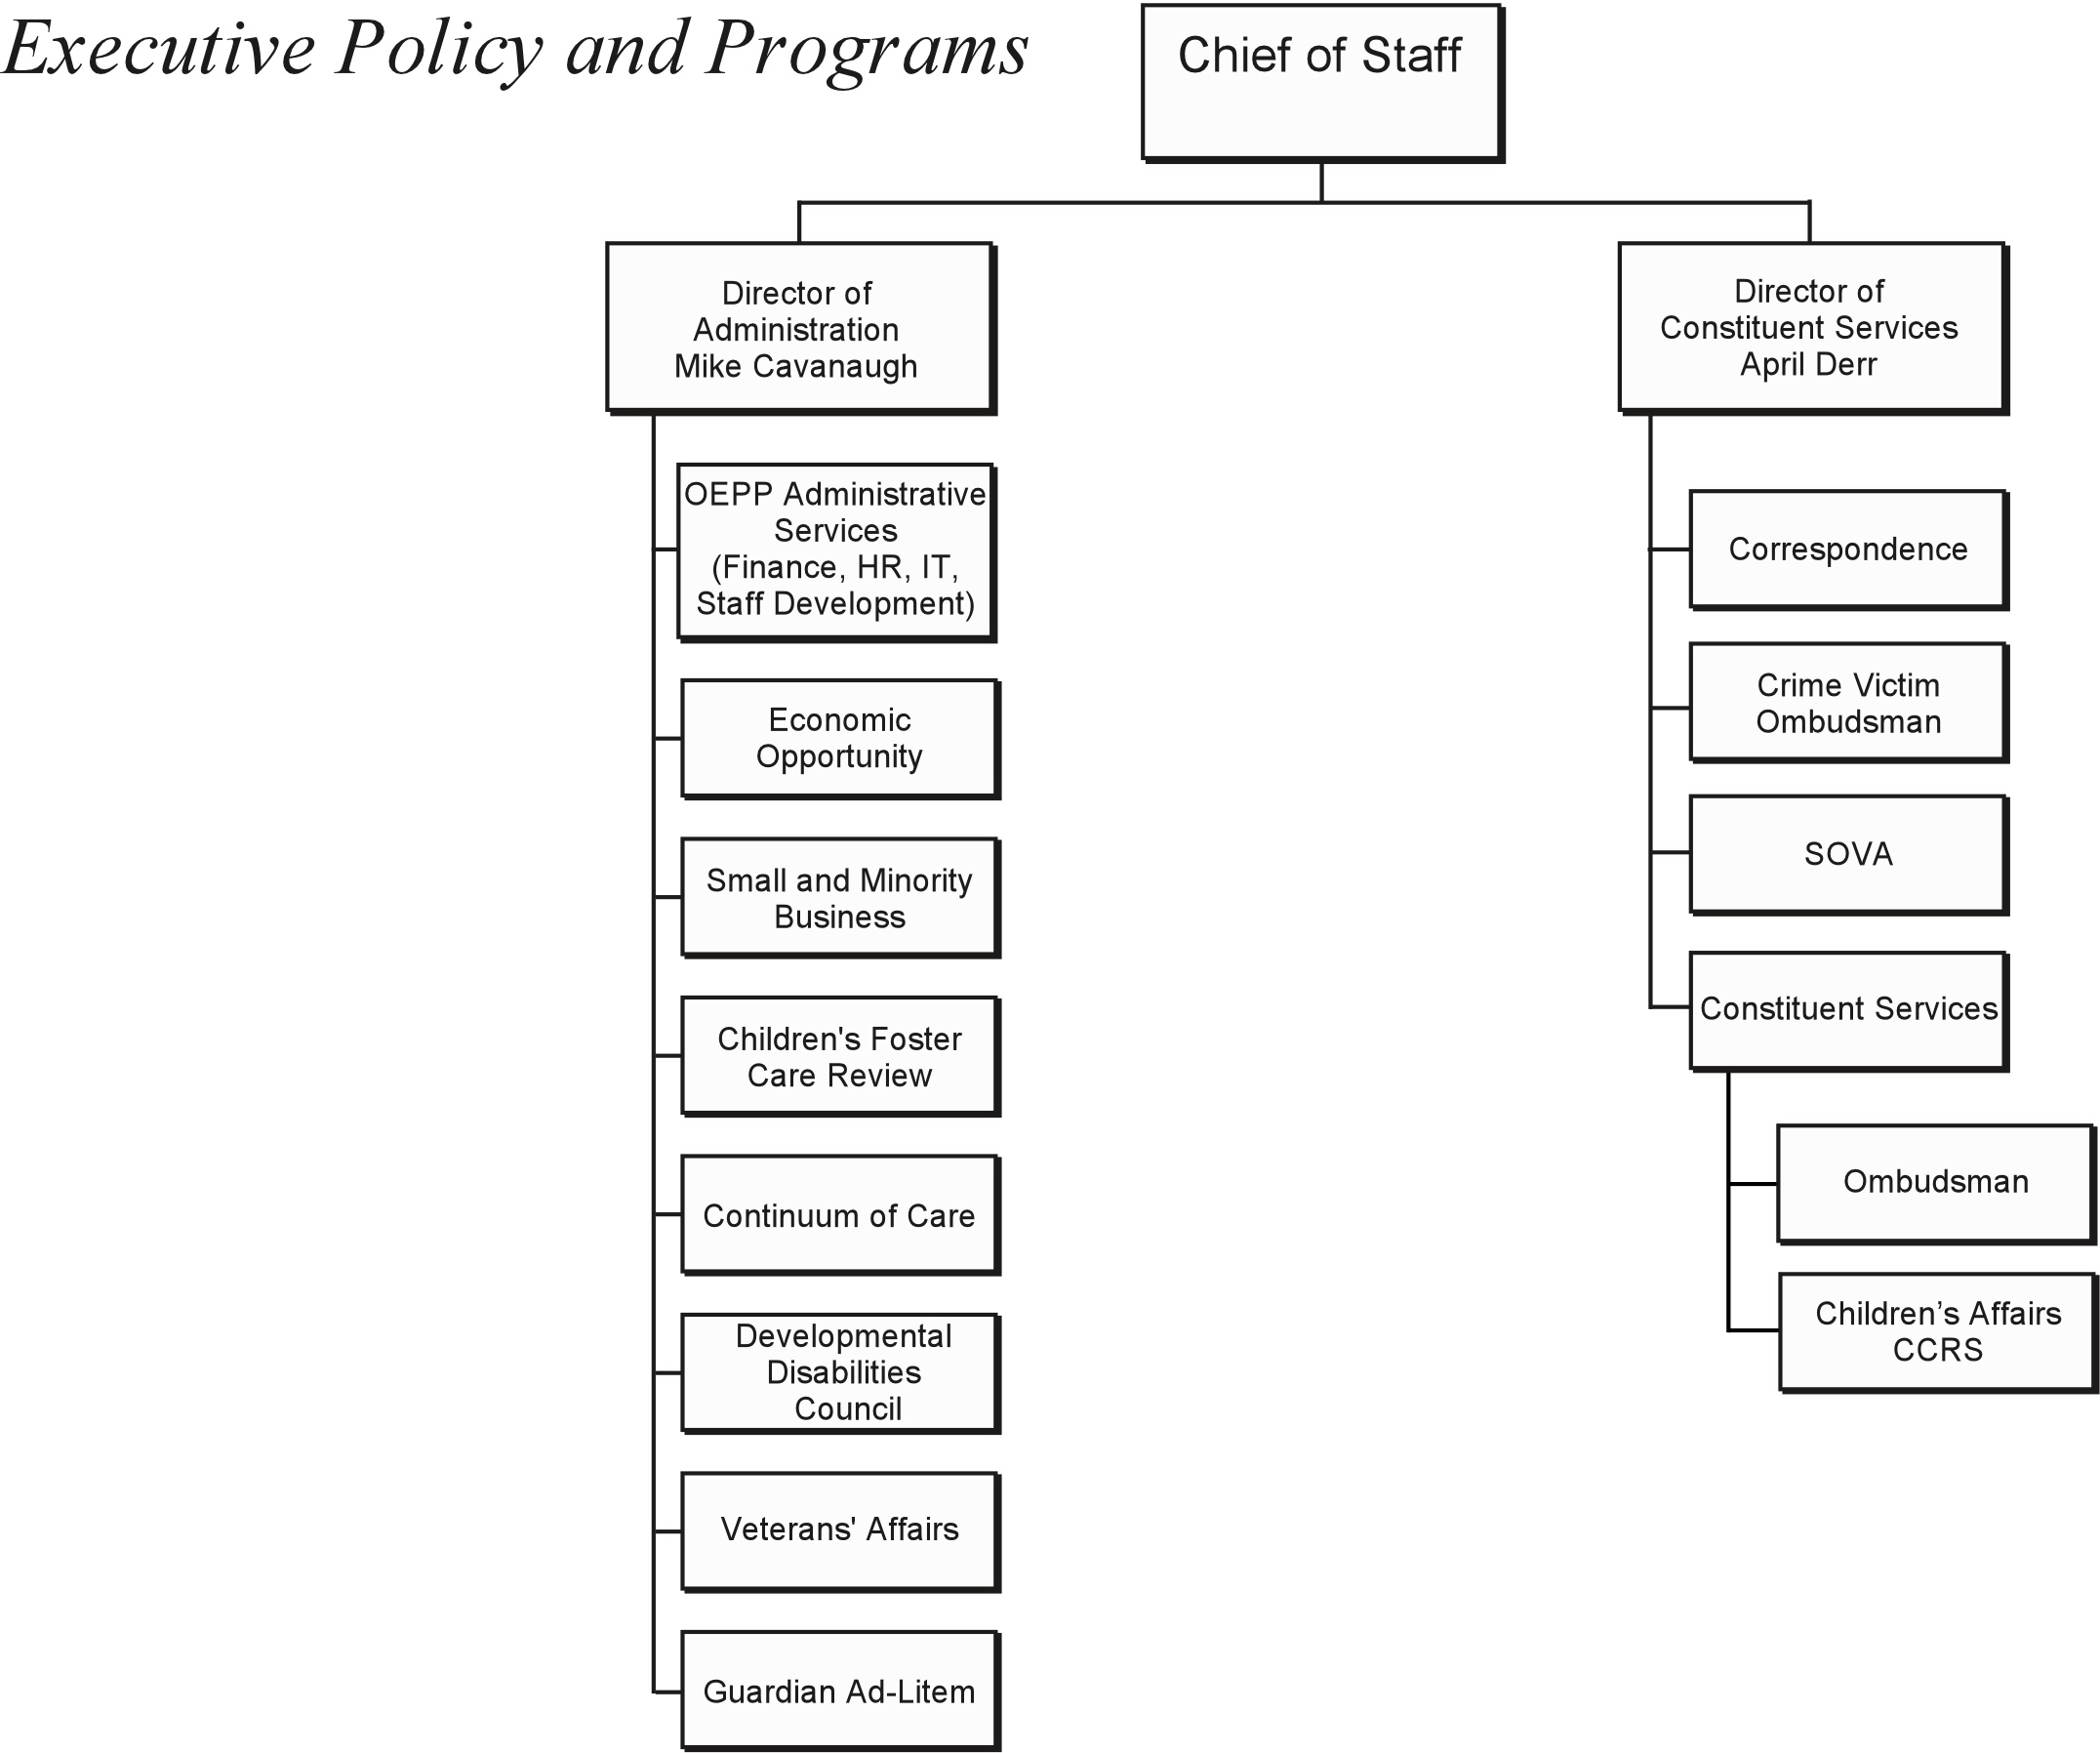 Executive Policy and Programs
Chief of Staff
Director of
Administration
Mike Cavanaugh
OEPP Administrative
Services
(Finance, HR, IT,
Staff Development)
Economic
Opportunity
Small and Minority
Business
Children's Foster
Care Review
Continuum of Care
Developmental
Disabilities
Council
Veterans' Affairs
Guardian Ad-Litem
Director of
Constituent Services
April Derr
Correspondence
Crime Victim
Ombudsman
SOVA
Constituent Services
Ombudsman
Children’s Affairs
CCRS